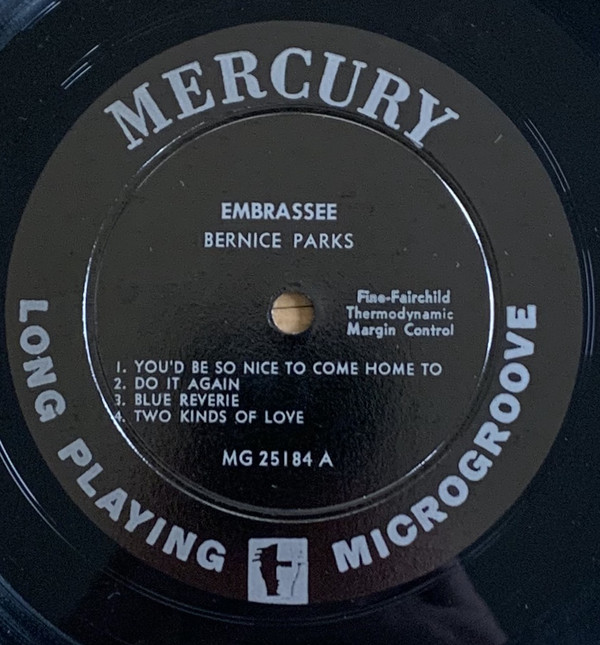 MERCURY
EMBRASSEE
BERNICE PARKS
Fine-Fairchild
Thermodynamic
Margin Control
1. YOU'D BE SO NICE TO COME HOME TO
2. DO IT AGAIN
3. BLUE REVERIE
4. TWO KINDS OF LOVE
MG 25184 A
LONG PLAYING MICROGROOVE